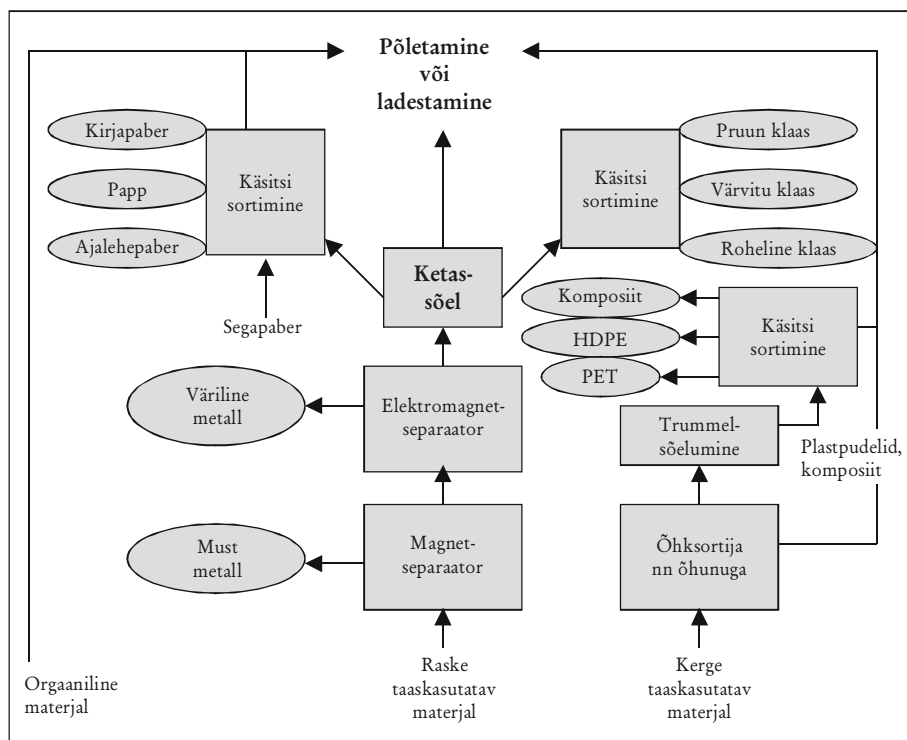 Põletamine
või
ladestamine
Kirjapaber
Papp
Ajalehepaber
Käsitsi
sortimine
Segapaber
Ketas-
sõel
Käsitsi
sortimine
Pruun klaas
Värvitu klaas
Roheline klaas
Komposiit
HDPE
PET
Käsitsi
sortimine
Väriline
metall
Elektromagnet-
separaator
Trummel-
sõelumine
Plastpudelid,
komposiit
Must
metall
Magnet-
separaator
Õhksortija
nn õhunuga
Orgaaniline
materjal
Raske
taaskasutatav
materjal
Kerge
taaskasutatav
materjal